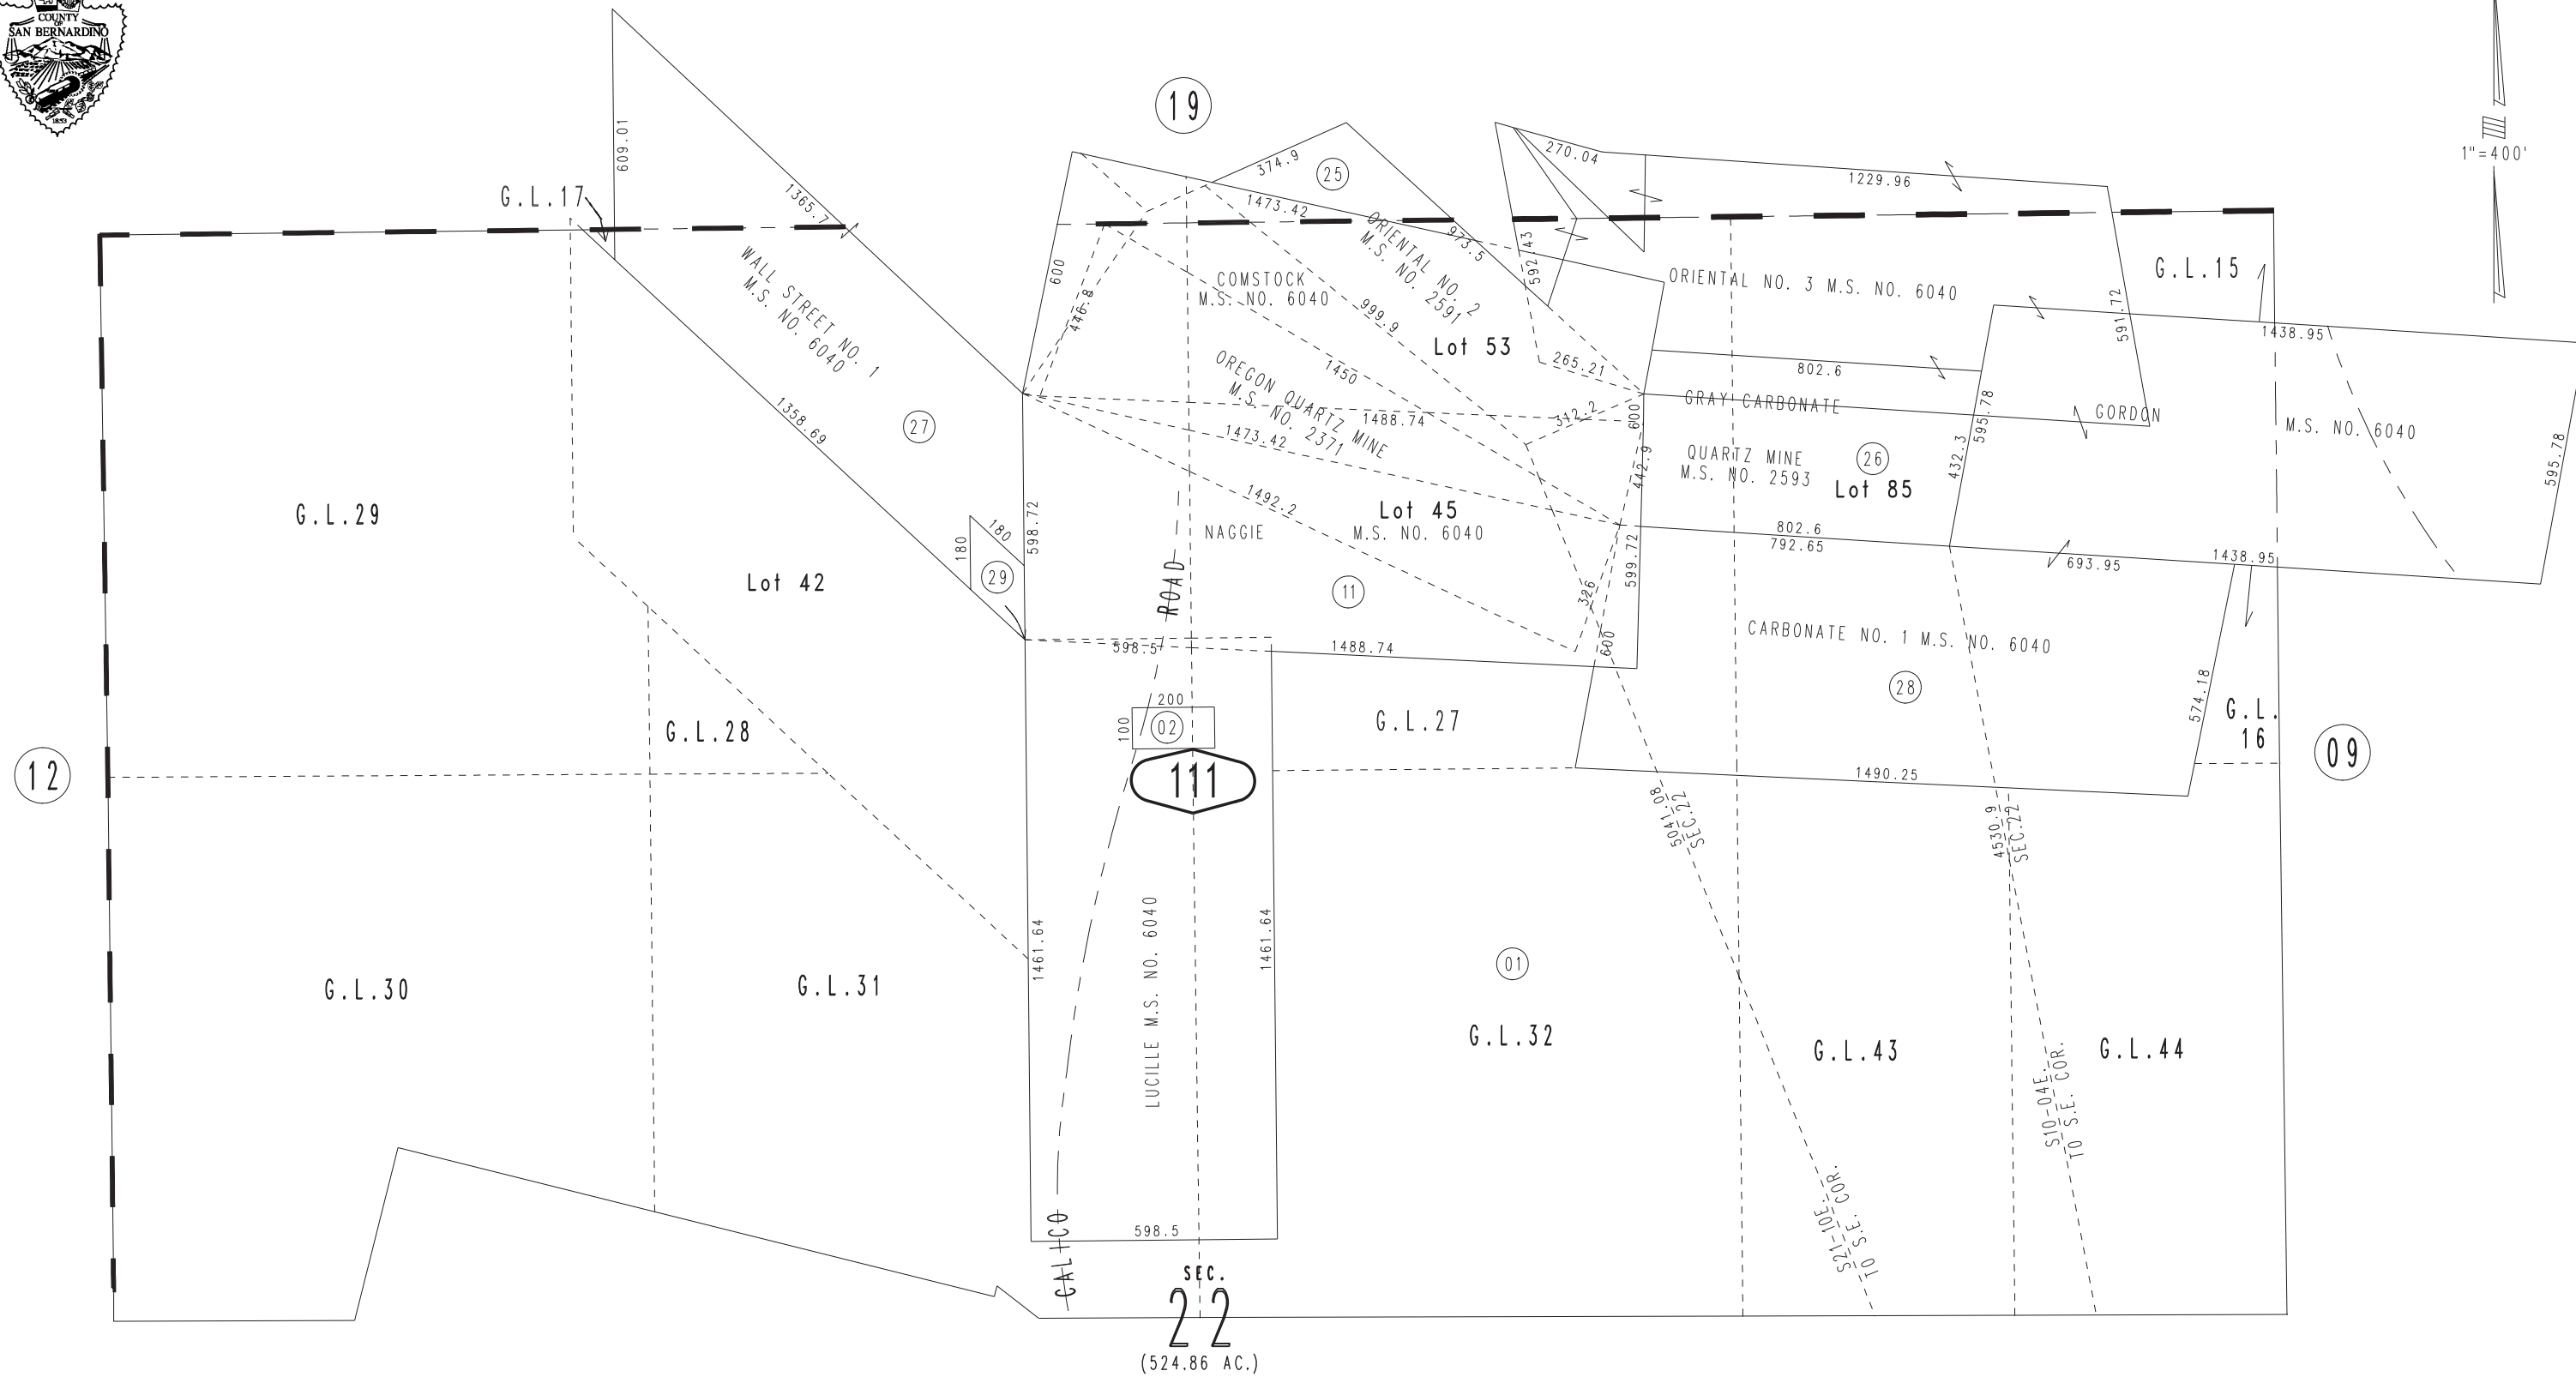 COUNTY
OF
SAN BERNARDINO
1853
19
1"=400'
609.01
1365.7
G.L.17
374.9
25
1473.42
270.04
1229.96
WALL STREET NO. 1
M.S. NO. 6040
600
446.8
COMSTOCK
M.S. NO. 6040
ORIENTAL NO. 2
M.S. NO. 2591
973.5
592.43
999.9
Lot 53
265.21
ORIENTAL NO. 3 M.S. NO. 6040
G.L.15
591.72
1438.95
802.6
OREGON QUARTZ MINE
M.S. NO. 2371
1450
1488.74
1473.42
312.2
600
442.9
GRAY CARBONATE
GORDON
M.S. NO. 6040
QUARTZ MINE
M.S. NO. 2593
26
Lot 85
432.3
595.78
595.78
1358.69
27
G.L.29
180
180
29
598.72
1492.2
Lot 45
M.S. NO. 6040
NAGGIE
802.6
792.65
693.95
1438.95
Lot 42
ROAD
11
326
599.72
600
CARBONATE NO. 1 M.S. NO. 6040
28
574.18
598.5
1488.74
G.L.28
200
100
02
G.L.27
G.L.
16
12
111
09
1490.25
5041.08
SEC.22
4530.9
SEC.22
1461.64
LUCILLE M.S. NO. 6040
1461.64
01
G.L.30
G.L.31
G.L.32
G.L.43
G.L.44
S10-04E.
TO S.E. COR.
S21-10E.
TO S.E. COR.
598.5
CALICO
SEC.
22
(524.86 AC.)